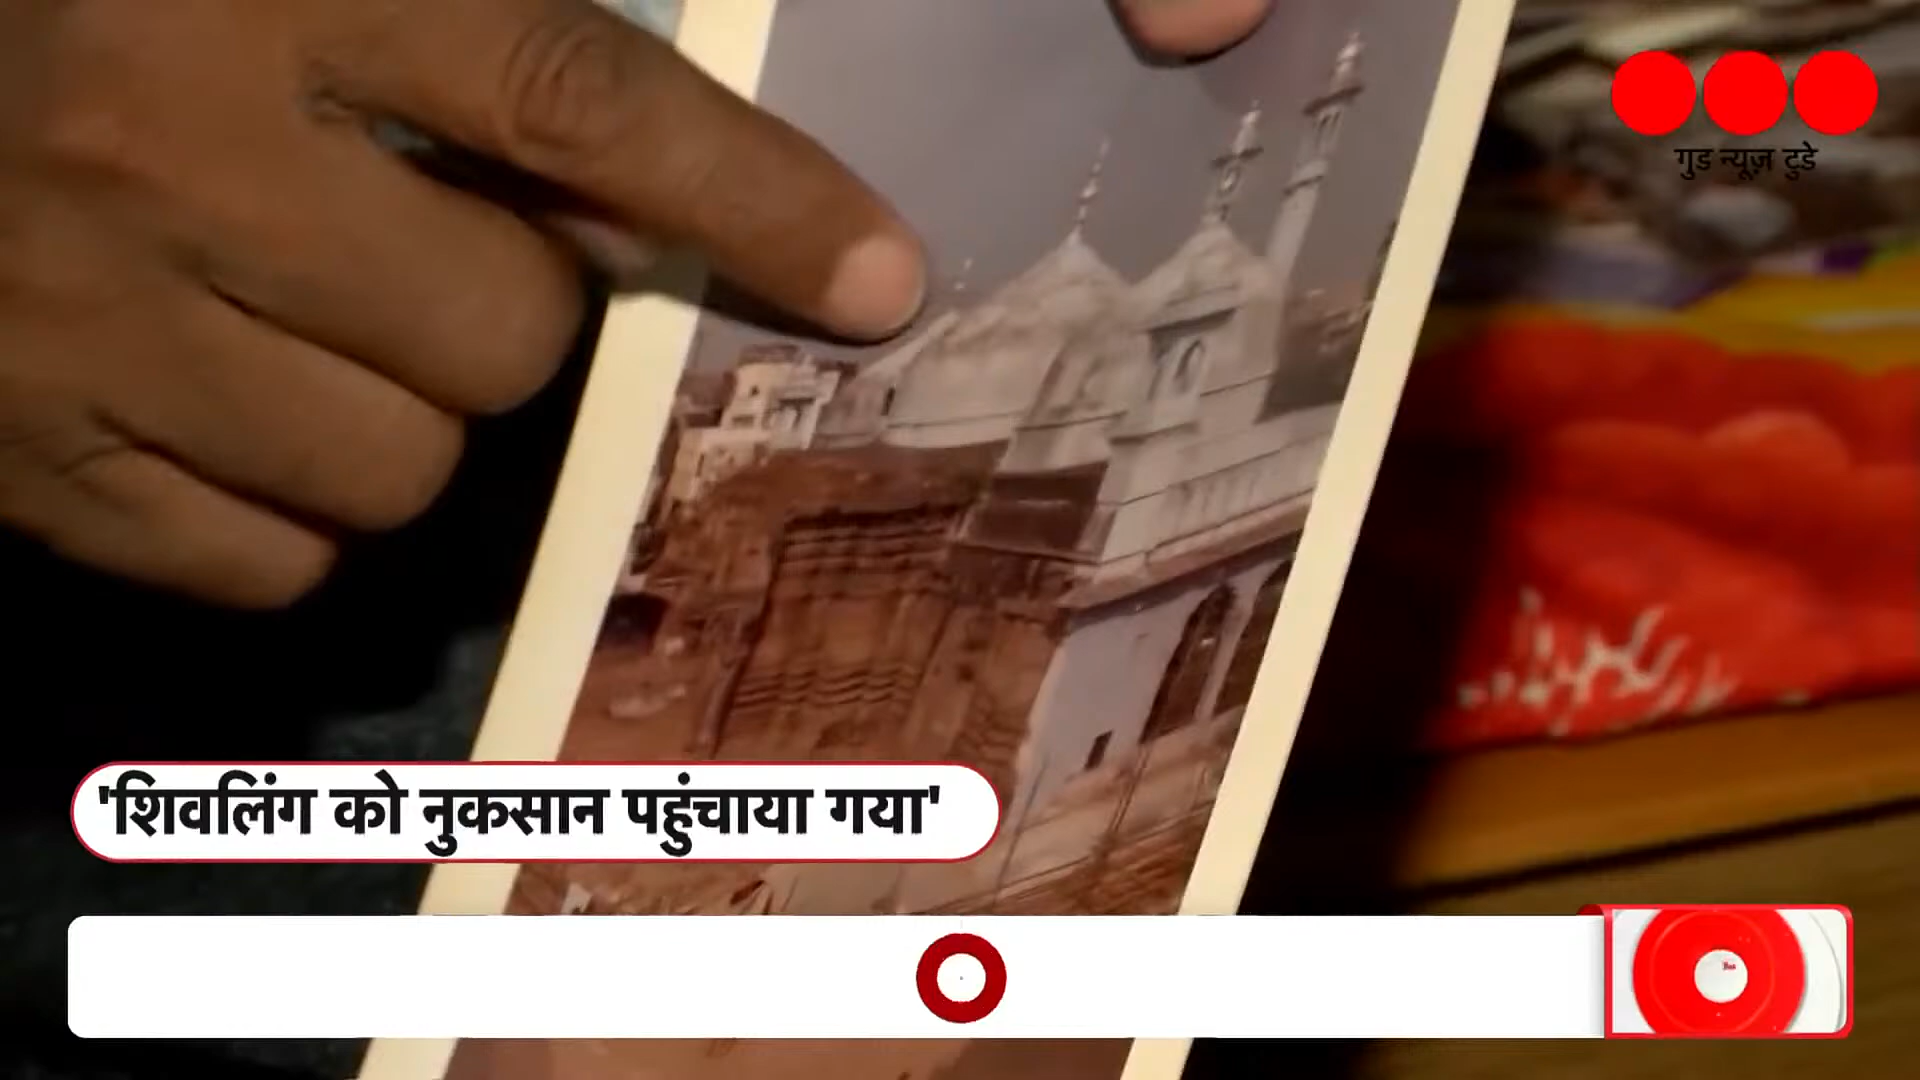 गुड न्यूज़ टुडे
'शिवलिंग को नुकसान पहुंचाया गया'